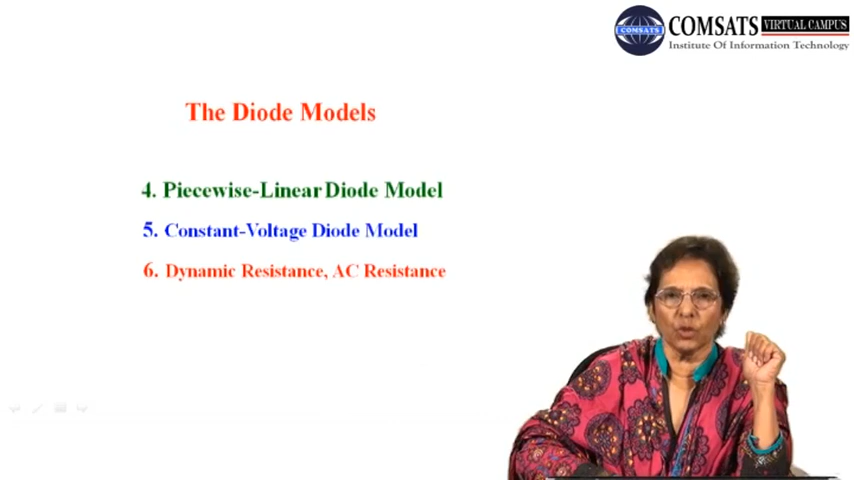 COMSATS
COMSATS VIRTUAL CAMPUS
Institute Of Information Technology
The Diode Models
4. Piecewise-Linear Diode Model
5. Constant-Voltage Diode Model
6. Dynamic Resistance, AC Resistance